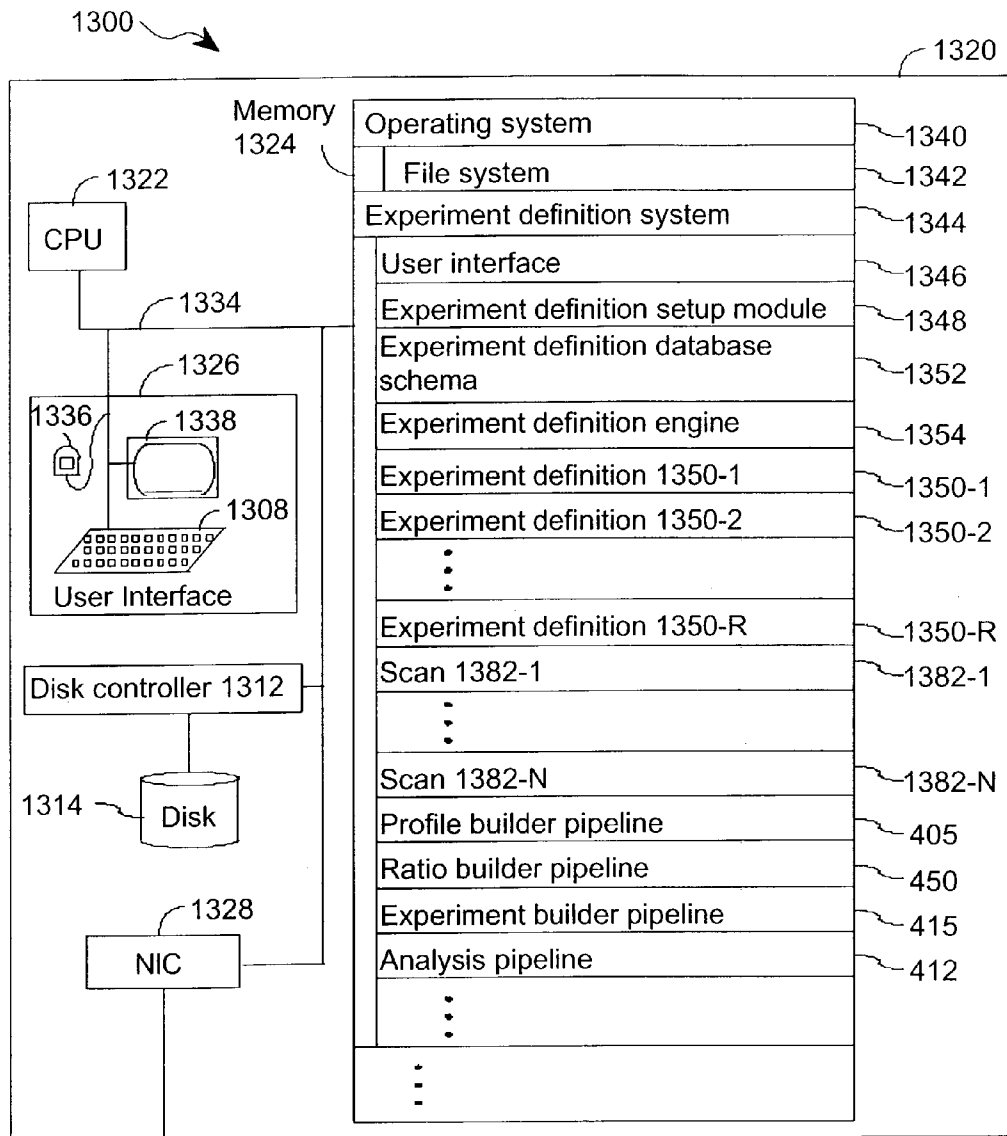 1300
1320
Memory
1324
Operating system
1340
File system
1342
1322
CPU
Experiment definition system
1344
User interface
1346
1334
Experiment definition setup module
1348
Experiment definition database
schema
1352
1326
1336
1338
1308
User Interface
Experiment definition engine
1354
Experiment definition 1350-1
1350-1
Experiment definition 1350-2
1350-2
Experiment definition 1350-R
1350-R
Disk controller 1312
Scan 1382-1
1382-1
1314
Disk
Scan 1382-N
1382-N
Profile builder pipeline
405
Ratio builder pipeline
450
1328
NIC
Experiment builder pipeline
415
Analysis pipeline
412